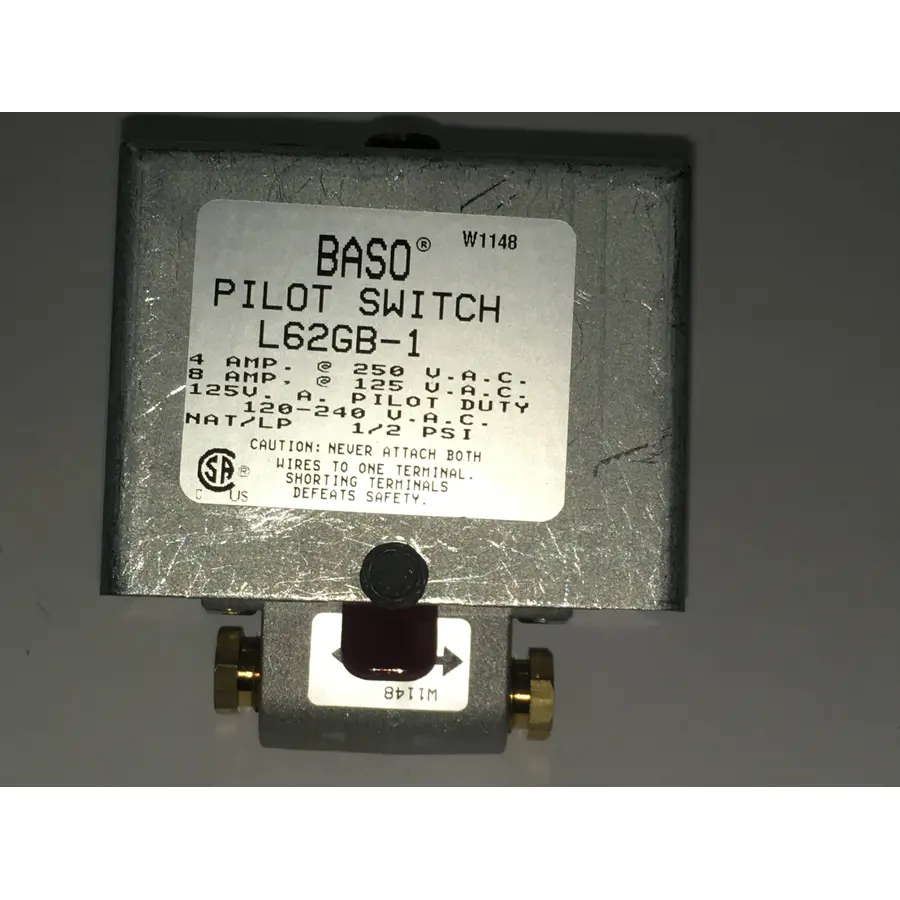 BASO® W1148
PILOT SWITCH
L62GB-1
4 AMP. @ 250 V.A.C.
8 AMP. @ 125 V.A.C.
125V. A. PILOT DUTY
120-240 V.A.C.
NAT/LP 1/2 PSI
CAUTION: NEVER ATTACH BOTH
WIRES TO ONE TERMINAL.
SHORTING TERMINALS
DEFEATS SAFETY.
SA ®
C US
W1148